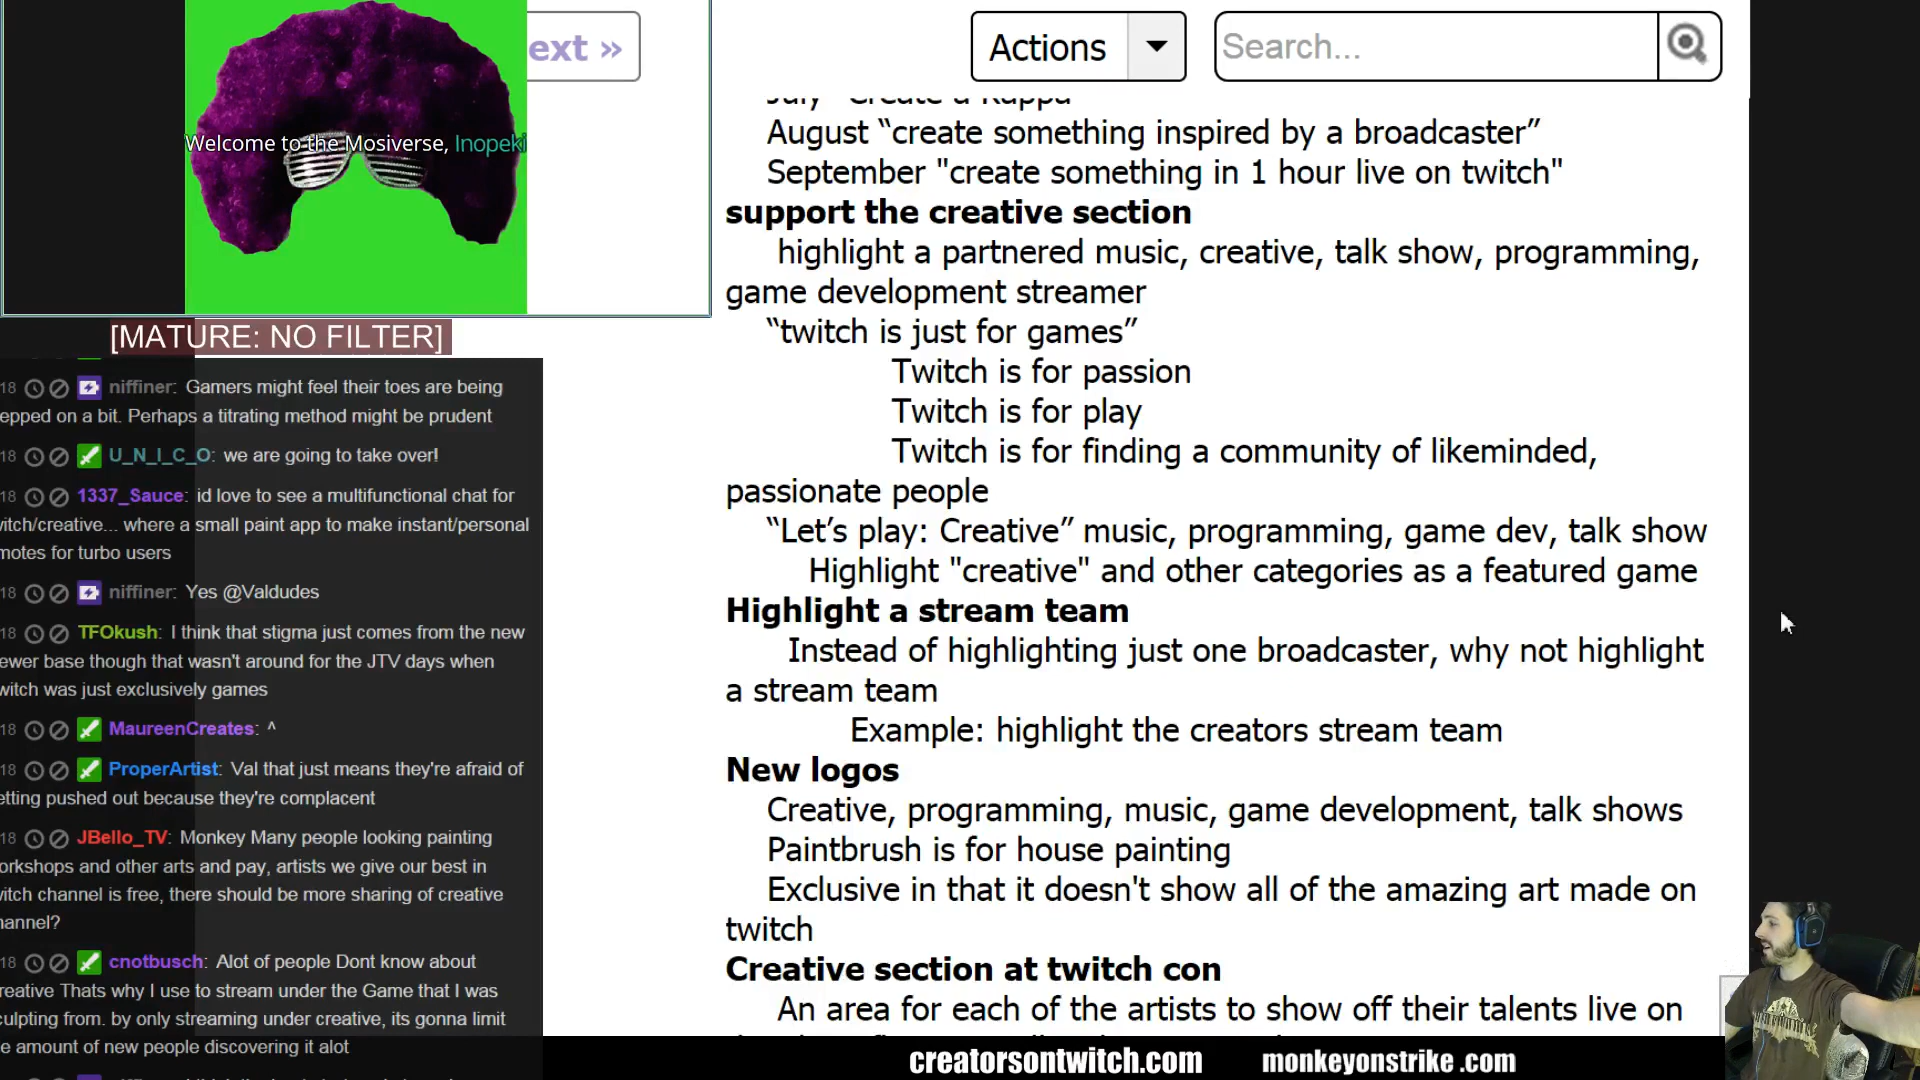 ext »
Actions
Search...
Welcome to the Mosiverse, Inopeki
[MATURE: NO FILTER]
July "Create a Kappa"
August “create something inspired by a broadcaster”
September "create something in 1 hour live on twitch"
support the creative section
highlight a partnered music, creative, talk show, programming,
game development streamer
“twitch is just for games”
Twitch is for passion
Twitch is for play
Twitch is for finding a community of likeminded,
passionate people
“Let’s play: Creative” music, programming, game dev, talk show
Highlight "creative" and other categories as a featured game
Highlight a stream team
Instead of highlighting just one broadcaster, why not highlight
a stream team
Example: highlight the creators stream team
New logos
Creative, programming, music, game development, talk shows
Paintbrush is for house painting
Exclusive in that it doesn't show all of the amazing art made on
twitch
Creative section at twitch con
An area for each of the artists to show off their talents live on
18 niffiner: Gamers might feel their toes are being
epped on a bit. Perhaps a titrating method might be prudent
18 U_N_I_C_O: we are going to take over!
18 1337_Sauce: id love to see a multifunctional chat for
vitch/creative... where a small paint app to make instant/personal
motes for turbo users
18 niffiner: Yes @Valdudes
18 TFOkush: I think that stigma just comes from the new
ewer base though that wasn't around for the JTV days when
witch was just exclusively games
18 MaureenCreates: ^
18 ProperArtist: Val that just means they're afraid of
etting pushed out because they're complacent
18 JBello_TV: Monkey Many people looking painting
orkshops and other arts and pay, artists we give our best in
witch channel is free, there should be more sharing of creative
hannel?
18 cnotbusch: Alot of people Dont know about
reative Thats why I use to stream under the Game that I was
culpting from. by only streaming under creative, its gonna limit
e amount of new people discovering it alot
creatorsontwitch.com
monkeyonstrike .com